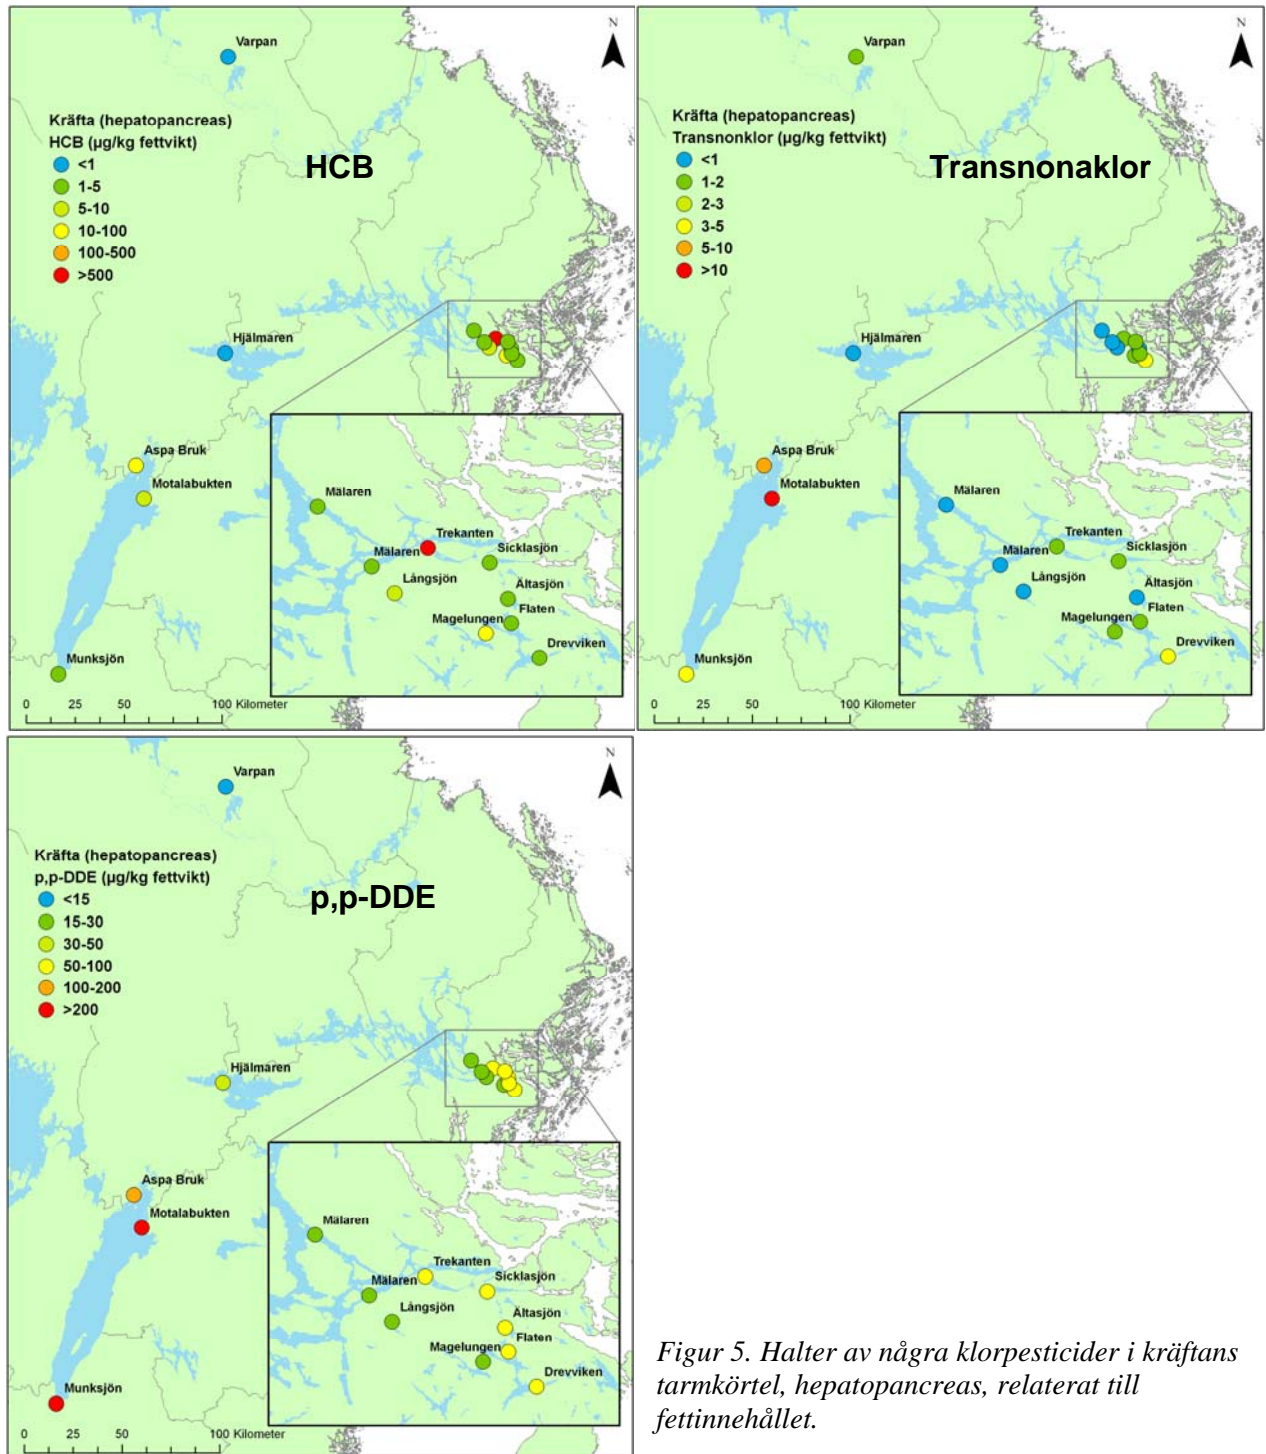 N
Varpan
Kräfta (hepatopancreas)
HCB (µg/kg fettvikt)
HCB
<1
1-5
5-10
10-100
100-500
>500
Hjälmaren
Aspa Bruk
Motalabukten
Munksjön
Mälaren
Trekanten
Mälaren
Sicklasjön
Långsjön
Ältasjön
Flaten
Magelungen
Drevviken
0 25 50 100 Kilometer
N
Varpan
Kräfta (hepatopancreas)
Transnonklor (µg/kg fettvikt)
Transnonaklor
<1
1-2
2-3
3-5
5-10
>10
Hjälmaren
Aspa Bruk
Motalabukten
Munksjön
Mälaren
Trekanten
Mälaren
Sicklasjön
Långsjön
Ältasjön
Flaten
Magelungen
Drevviken
0 25 50 100 Kilometer
N
Varpan
Kräfta (hepatopancreas)
p,p-DDE (µg/kg fettvikt)
p,p-DDE
<15
15-30
30-50
50-100
100-200
>200
Hjälmaren
Aspa Bruk
Motalabukten
Munksjön
Mälaren
Trekanten
Mälaren
Sicklasjön
Långsjön
Ältasjön
Flaten
Magelungen
Drevviken
0 25 50 100 Kilometer
Figur 5. Halter av några klorpesticider i kräftans
tarmkörtel, hepatopancreas, relaterat till
fettinnehållet.